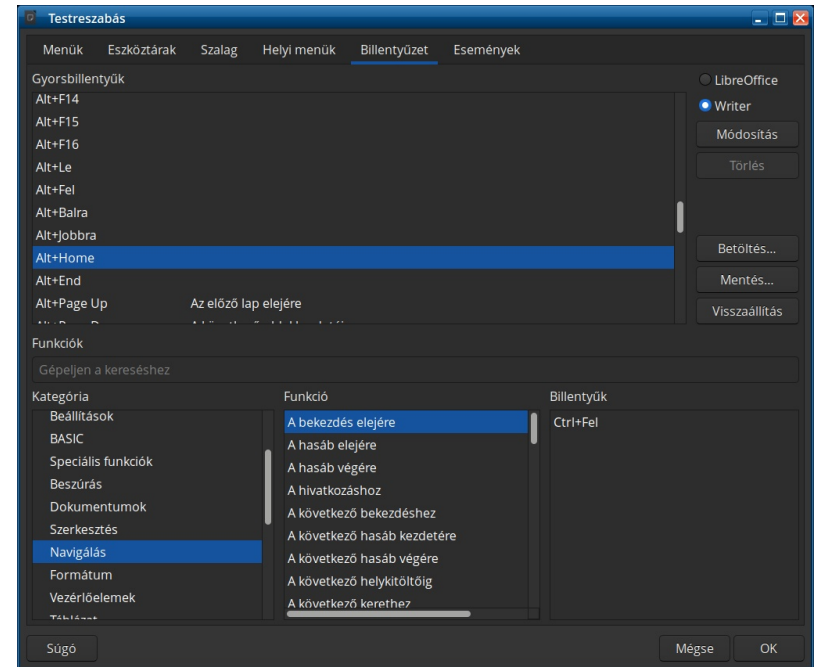 Testreszabás
Menük Eszköztárak Szalag Helyi menük Billentyűzet Események
Gyorsbillentyűk
Alt+F14
Alt+F15
Alt+F16
Alt+Le
Alt+Fel
Alt+Balra
Alt+Jobbra
Alt+Home
Alt+End
Alt+Page Up Az előző lap elejére
LibreOffice
Writer
Módosítás
Törlés
Betöltés...
Mentés...
Visszaállítás
Funkciók
Gépeljen a kereséshez
Kategória
Beállítások
BASIC
Speciális funkciók
Beszúrás
Dokumentumok
Szerkesztés
Navigálás
Formátum
Vezérlőelemek
Funkció
A bekezdés elejére
A hasáb elejére
A hasáb végére
A hivatkozáshoz
A következő bekezdéshez
A következő hasáb kezdetére
A következő hasáb végére
A következő helykitöltőig
A következő kerethez
Billentyűk
Ctrl+Fel
Súgó
Mégse
OK